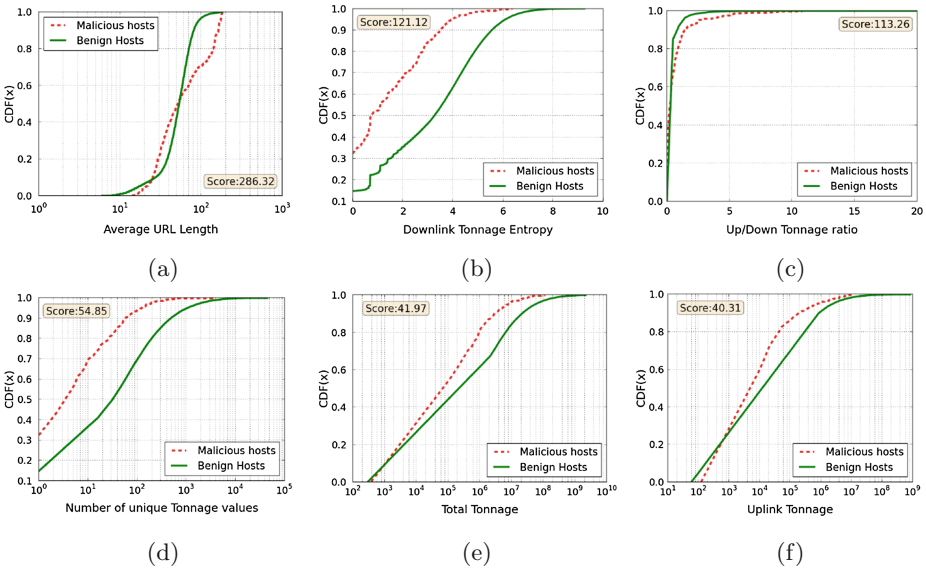 Malicious hosts
Benign Hosts
Score:286.32
CDF(x)
1.0
0.8
0.6
0.4
0.2
0.0
10^0
10^1
10^2
10^3
Average URL Length
(a)
Score:121.12
CDF(x)
1.0
0.9
0.8
0.7
0.6
0.5
0.4
0.3
0.2
0.1
0
2
4
6
8
10
Malicious hosts
Benign Hosts
Downlink Tonnage Entropy
(b)
Score:113.26
CDF(x)
1.0
0.8
0.6
0.4
0.2
0.0
0
5
10
15
20
Malicious hosts
Benign Hosts
Up/Down Tonnage ratio
(c)
Score:54.85
CDF(x)
1.0
0.9
0.8
0.7
0.6
0.5
0.4
0.3
0.2
0.1
10^0
10^1
10^2
10^3
10^4
10^5
Malicious hosts
Benign Hosts
Number of unique Tonnage values
(d)
Score:41.97
CDF(x)
1.0
0.8
0.6
0.4
0.2
0.0
10^2
10^3
10^4
10^5
10^6
10^7
10^8
10^9
10^10
Malicious hosts
Benign Hosts
Total Tonnage
(e)
Score:40.31
CDF(x)
1.0
0.8
0.6
0.4
0.2
0.0
10^1
10^2
10^3
10^4
10^5
10^6
10^7
10^8
10^9
Malicious hosts
Benign Hosts
Uplink Tonnage
(f)